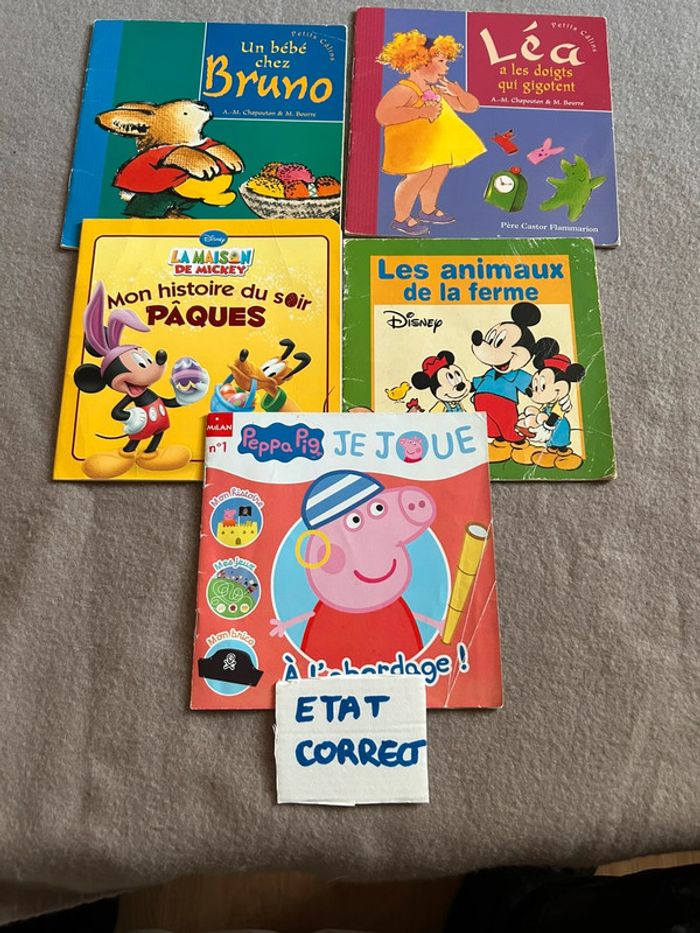 Un bébé
chez
Bruno
Petits Câlins
A.-M. Chapouton & M. Bourre
Petits Câlins
Léa
a les doigts
qui gigotent
A.-M. Chapouton & M. Bourre
Père Castor Flammarion
Disney
LA MAISON
DE MICKEY
Mon histoire du soir
PÂQUES
Les animaux
de la ferme
Disney
MILAN
n°1
Peppa Pig
JE JOUE
Mon histoire
Mes jeux
Mon brico
À l'abordage !
ETAT
CORRECT